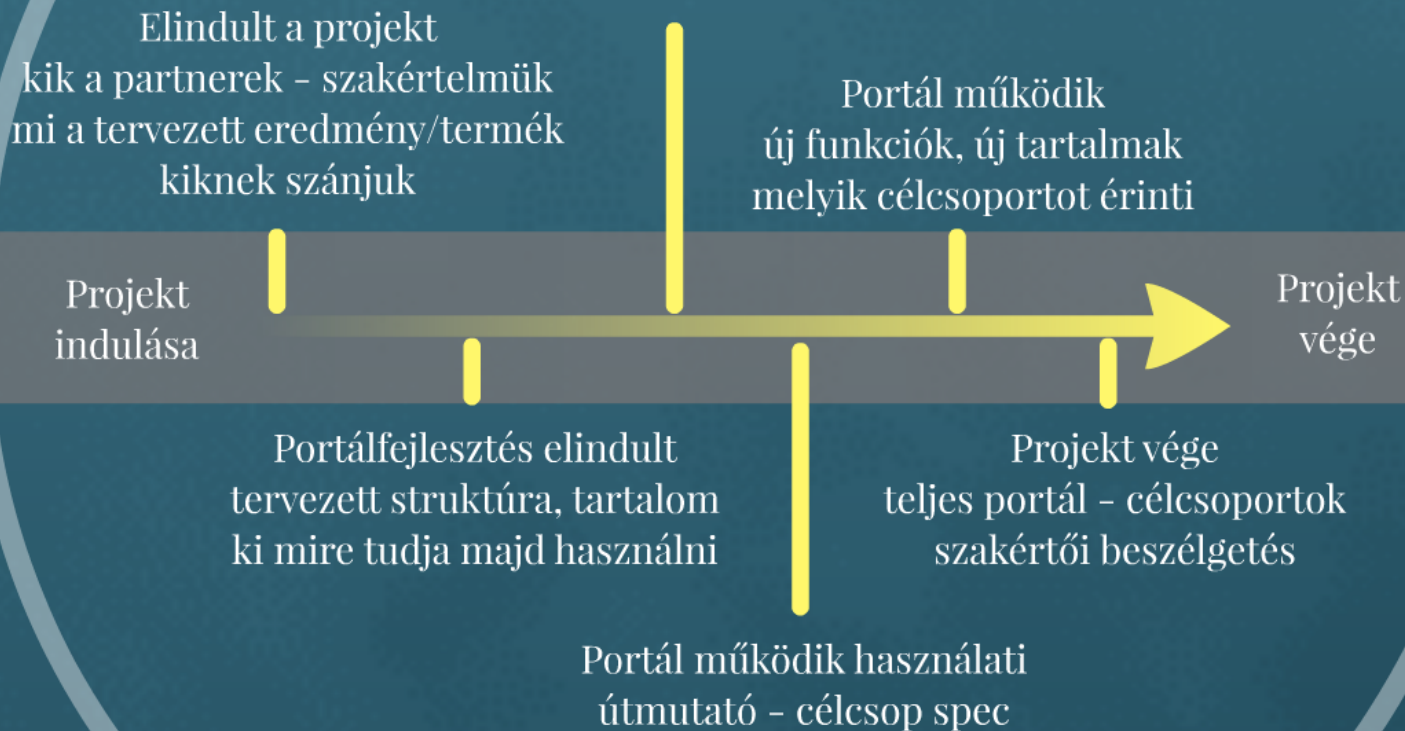 Elindult a projekt
kik a partnerek - szakértelmük
mi a tervezett eredmény/termék
kiknek szánjuk
Portál működik
új funkciók, új tartalmak
melyik célcsoportot érinti
Projekt
indulása
Projekt
vége
Portálfejlesztés elindult
tervezett struktúra, tartalom
ki mire tudja majd használni
Projekt vége
teljes portál - célcsoportok
szakértői beszélgetés
Portál működik használati
útmutató - célcsop spec